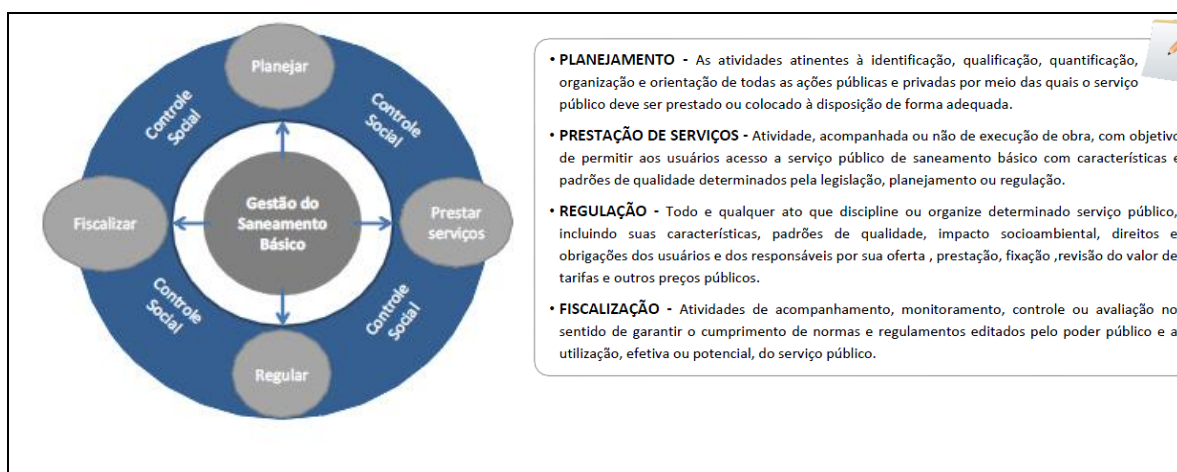 Planejar
Controle
Social
Controle
Social
Fiscalizar
Gestão do
Saneamento
Básico
Prestar
serviços
Controle
Social
Controle
Social
Regular
• PLANEJAMENTO - As atividades atinentes à identificação, qualificação, quantificação,
organização e orientação de todas as ações públicas e privadas por meio das quais o serviço
público deve ser prestado ou colocado à disposição de forma adequada.
• PRESTAÇÃO DE SERVIÇOS - Atividade, acompanhada ou não de execução de obra, com objetivo
de permitir aos usuários acesso a serviço público de saneamento básico com características e
padrões de qualidade determinados pela legislação, planejamento ou regulação.
• REGULAÇÃO - Todo e qualquer ato que discipline ou organize determinado serviço público,
incluindo suas características, padrões de qualidade, impacto socioambiental, direitos e
obrigações dos usuários e dos responsáveis por sua oferta , prestação, fixação ,revisão do valor de
tarifas e outros preços públicos.
• FISCALIZAÇÃO - Atividades de acompanhamento, monitoramento, controle ou avaliação no
sentido de garantir o cumprimento de normas e regulamentos editados pelo poder público e a
utilização, efetiva ou potencial, do serviço público.